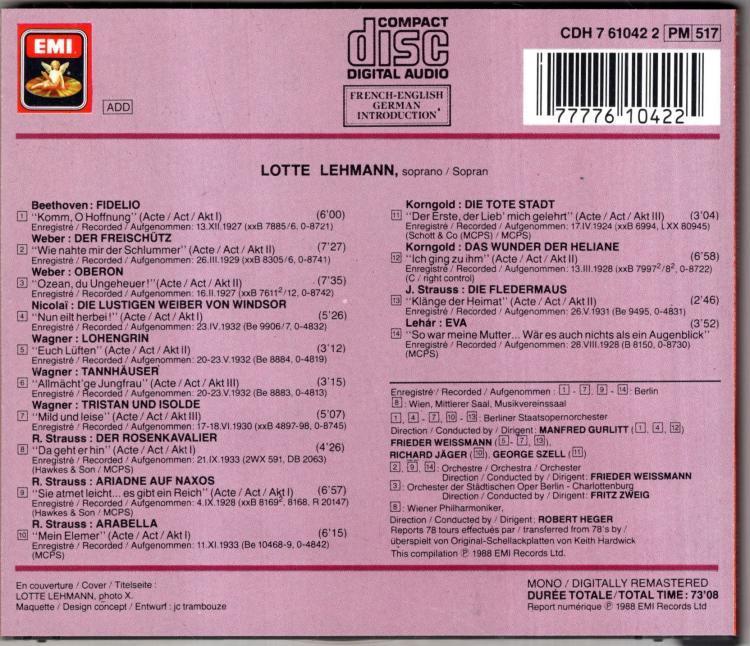 EMI
ADD
COMPACT
disc
DIGITAL AUDIO
FRENCH-ENGLISH
GERMAN
INTRODUCTION
CDH 7 61042 2 PM 517
77776 10422
LOTTE LEHMANN, soprano / Sopran
Beethoven : FIDELIO
1 "Komm, O Hoffnung" (Acte / Act / Akt I) (6'00)
Enregistré / Recorded / Aufgenommen: 13.XII.1927 (xxB 7885/6, 0-8721)
Weber : DER FREISCHÜTZ
2 "Wie nahte mir der Schlummer" (Acte / Act / Akt II) (7'27)
Enregistré / Recorded / Aufgenommen: 26.III.1929 (xxB 8305/6, 0-8741)
Weber : OBERON
3 "Ozean, du Ungeheuer!" (Acte / Act / Akt II) (7'35)
Enregistré / Recorded / Aufgenommen: 16.II.1927 (xxB 7611²/12, 0-8742)
Nicolai : DIE LUSTIGEN WEIBER VON WINDSOR
4 "Nun eilt herbei!" (Acte / Act / Akt I) (5'26)
Enregistré / Recorded / Aufgenommen: 23.IV.1932 (Be 9906/7, 0-4832)
Wagner : LOHENGRIN
5 "Euch Lüften" (Acte / Act / Akt II) (3'12)
Enregistré / Recorded / Aufgenommen: 20-23.V.1932 (Be 8884, 0-4819)
Wagner : TANNHÄUSER
6 "Allmächt'ge Jungfrau" (Acte / Act / Akt III) (3'15)
Enregistré / Recorded / Aufgenommen: 20-23.V.1932 (Be 8883, 0-4813)
Wagner : TRISTAN UND ISOLDE
7 "Mild und leise" (Acte / Act / Akt III) (5'07)
Enregistré / Recorded / Aufgenommen: 17-18.VI.1930 (xxB 4897-98, 0-8745)
R. Strauss : DER ROSENKAVALIER
8 "Da geht er hin" (Acte / Act / Akt I) (4'26)
Enregistré / Recorded / Aufgenommen: 21.IX.1933 (2WX 591, DB 2063)
(Hawkes & Son / MCPS)
R. Strauss : ARIADNE AUF NAXOS
9 "Sie atmet leicht... es gibt ein Reich" (Acte / Act / Akt I) (6'57)
Enregistré / Recorded / Aufgenommen: 4.IX.1928 (xxB 8169², 8168, R 20147)
(Hawkes & Son / MCPS)
R. Strauss : ARABELLA
10 "Mein Elemer" (Acte / Act / Akt I) (6'15)
Enregistré / Recorded / Aufgenommen: 11.XI.1933 (Be 10468-9, 0-4842)
(MCPS)
Korngold : DIE TOTE STADT
11 "Der Erste, der Lieb' mich gelehrt" (Acte / Act / Akt III) (3'04)
Enregistré / Recorded / Aufgenommen: 17.IV.1924 (xxB 6994, LXX 80945)
(Schott & Co (MCPS) / MCPS)
Korngold : DAS WUNDER DER HELIANE
12 "Ich ging zu ihm" (Acte / Act / Akt II) (6'58)
Enregistré / Recorded / Aufgenommen: 13.III.1928 (xxB 7997²/8², 0-8722)
(C / right control)
J. Strauss : DIE FLEDERMAUS
13 "Klänge der Heimat" (Acte / Act / Akt II) (2'46)
Enregistré / Recorded / Aufgenommen: 26.V.1931 (Be 9495, 0-4831)
Lehár : EVA (3'52)
14 "So war meine Mutter... Wär es auch nichts als ein Augenblick"
Enregistré / Recorded / Aufgenommen: 28.VIII.1928 (B 8150, 0-8730)
(MCPS)
Enregistré / Recorded / Aufgenommen : 1 - 7, 9 - 14 : Berlin
8 : Wien, Mittlerer Saal, Musikvereinssaal
1, 4 - 7, 10 - 13 : Berliner Staatsopernorchester
Direction / Conducted by / Dirigent : MANFRED GURLITT (1, 4, 12)
FRIEDER WEISSMANN (5 - 7, 13),
RICHARD JÄGER (10), GEORGE SZELL (11)
2, 9, 14 : Orchestre / Orchestra / Orchester
Direction / Conducted by / Dirigent : FRIEDER WEISSMANN
3 : Orchester der Städtischen Oper Berlin - Charlottenburg
Direction / Conducted by / Dirigent : FRITZ ZWEIG
8 : Wiener Philharmoniker,
Direction / Conducted by / Dirigent : ROBERT HEGER
Reports 78 tours effectués par / transferred from 78's by /
überspielt von Original-Schellackplatten von Keith Hardwick
This compilation ℗ 1988 EMI Records Ltd.
En couverture / Cover / Titelseite :
LOTTE LEHMANN, photo X.
Maquette / Design concept / Entwurf : jc trambouze
MONO / DIGITALLY REMASTERED
DURÉE TOTALE / TOTAL TIME : 73'08
Report numérique ℗ 1988 EMI Records Ltd